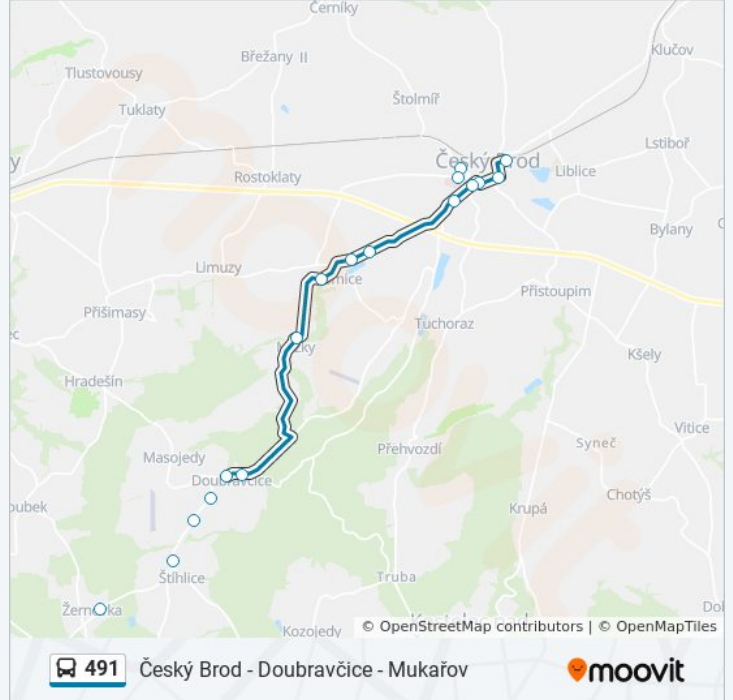 Černíky
Klučov
Břežany II
Tlustovousy
Štolmíř
Tuklaty
Lstiboř
Český Brod
Liblice
Rostoklaty
Bylany
Limuzy
Přistoupim
Přišimasy
Tuchoraz
Kšely
Hradešín
Vitice
Přehvozdí
Syneč
Masojedy
Doubravčice
Chotýš
oubek
Krupá
Štíhlice
Truba
Kozojedy
© OpenStreetMap contributors | © OpenMapTiles
491 Český Brod - Doubravčice - Mukařov
moovit